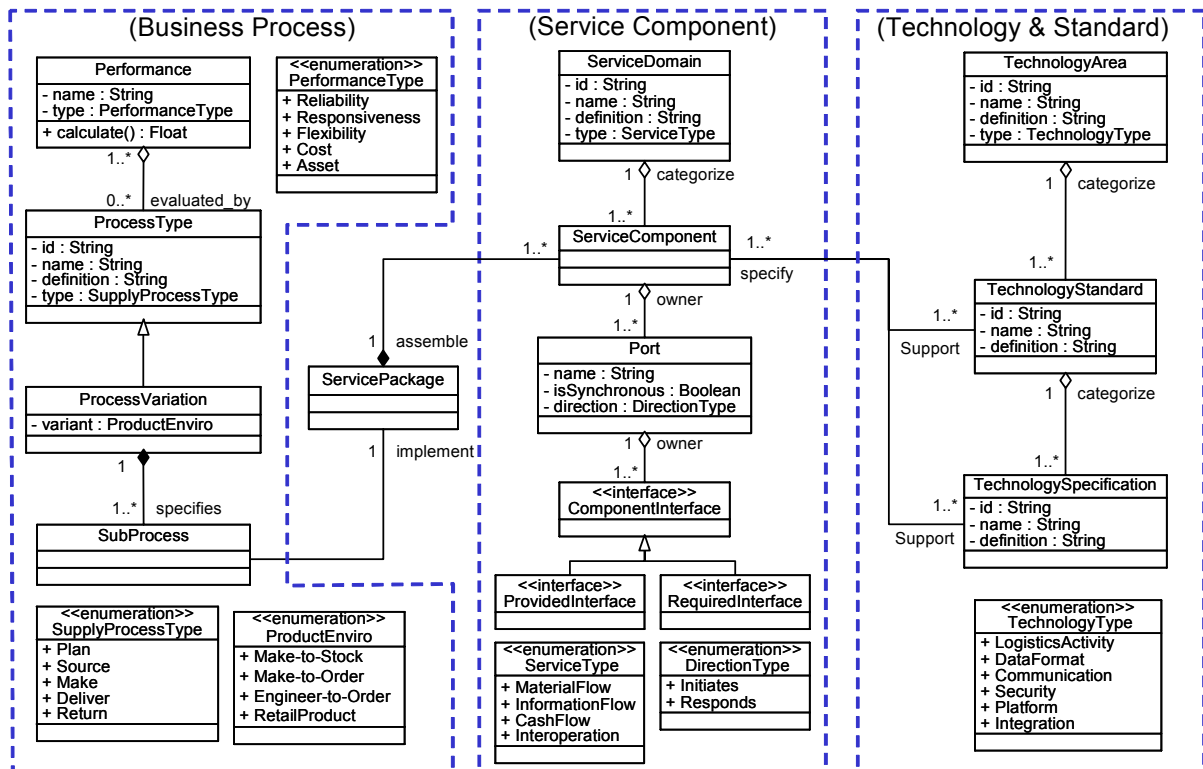 (Business Process)
Performance
- name : String
- type : PerformanceType
+ calculate() : Float
<<enumeration>>
PerformanceType
+ Reliability
+ Responsiveness
+ Flexibility
+ Cost
+ Asset
1..*
0..*
evaluated_by
ProcessType
- id : String
- name : String
- definition : String
- type : SupplyProcessType
ProcessVariation
- variant : ProductEnviro
1
1..*
specifies
SubProcess
1
assemble
ServicePackage
1
implement
<<enumeration>>
SupplyProcessType
+ Plan
+ Source
+ Make
+ Deliver
+ Return
<<enumeration>>
ProductEnviro
+ Make-to-Stock
+ Make-to-Order
+ Engineer-to-Order
+ RetailProduct
(Service Component)
ServiceDomain
- id : String
- name : String
- definition : String
- type : ServiceType
1
categorize
1..*
ServiceComponent
1..*
1..*
specify
1
owner
1..*
Port
- name : String
- isSynchronous : Boolean
- direction : DirectionType
1
owner
1..*
<<interface>>
ComponentInterface
<<interface>>
ProvidedInterface
<<interface>>
RequiredInterface
<<enumeration>>
ServiceType
+ MaterialFlow
+ InformationFlow
+ CashFlow
+ Interoperation
<<enumeration>>
DirectionType
+ Initiates
+ Responds
(Technology & Standard)
TechnologyArea
- id : String
- name : String
- definition : String
- type : TechnologyType
1
categorize
1..*
TechnologyStandard
- id : String
- name : String
- definition : String
1..*
Support
1
categorize
1..*
TechnologySpecification
- id : String
- name : String
- definition : String
1..*
Support
<<enumeration>>
TechnologyType
+ LogisticsActivity
+ DataFormat
+ Communication
+ Security
+ Platform
+ Integration